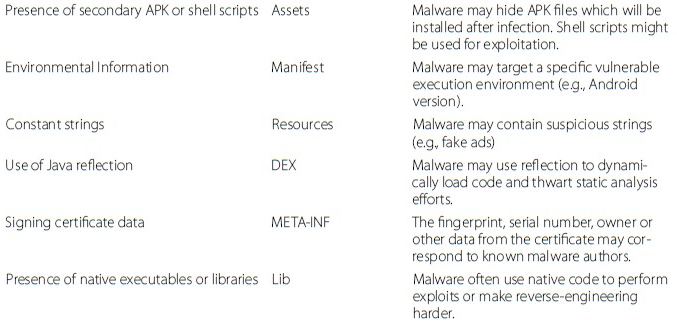 Presence of secondary APK or shell scripts Assets Malware may hide APK files which will be
installed after infection. Shell scripts might
be used for exploitation.
Environmental Information Manifest Malware may target a specific vulnerable
execution environment (e.g., Android
version).
Constant strings Resources Malware may contain suspicious strings
(e.g., fake ads)
Use of Java reflection DEX Malware may use reflection to dynami-
cally load code and thwart static analysis
efforts.
Signing certificate data META-INF The fingerprint, serial number, owner or
other data from the certificate may cor-
respond to known malware authors.
Presence of native executables or libraries Lib Malware often use native code to perform
exploits or make reverse-engineering
harder.